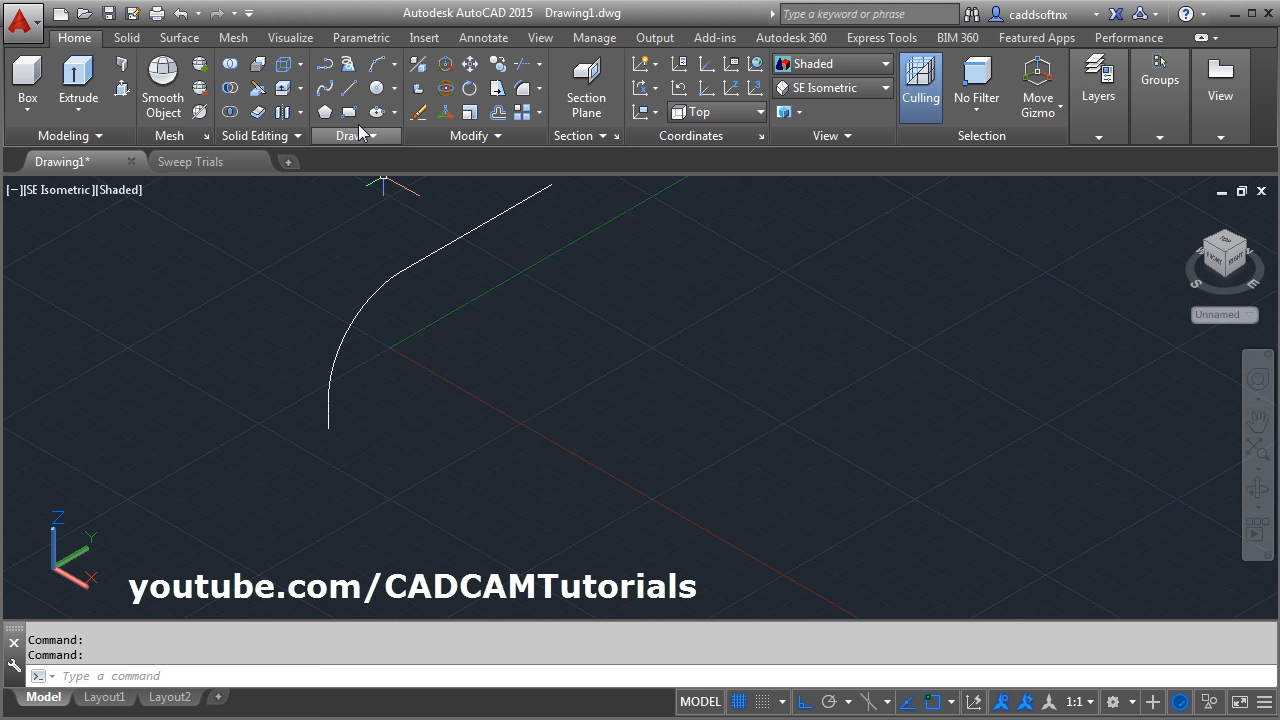 Autodesk AutoCAD 2015 Drawing1.dwg
Type a keyword or phrase
caddsoftnx
Home Solid Surface Mesh Visualize Parametric Insert Annotate View Manage Output Add-ins Autodesk 360 Express Tools BIM 360 Featured Apps Performance
Box Extrude Smooth Object Section Plane
Shaded
SE Isometric
Top
Culling No Filter Move Gizmo Layers Groups View
Modeling Mesh Solid Editing Draw Modify Section Coordinates View Selection
Drawing1* Sweep Trials
[−][SE Isometric][Shaded]
TOP
FRONT RIGHT
S E
Unnamed
Z
Y
X
youtube.com/CADCAMTutorials
Command:
Command:
Type a command
Model Layout1 Layout2
MODEL 1:1